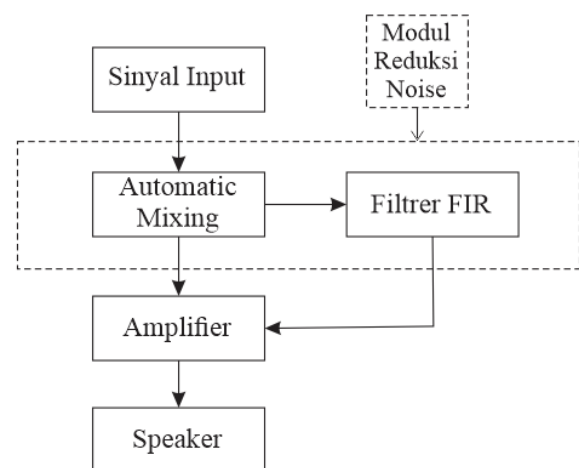 Modul
Reduksi
Noise
Sinyal Input
Automatic
Mixing
Filtrer FIR
Amplifier
Speaker